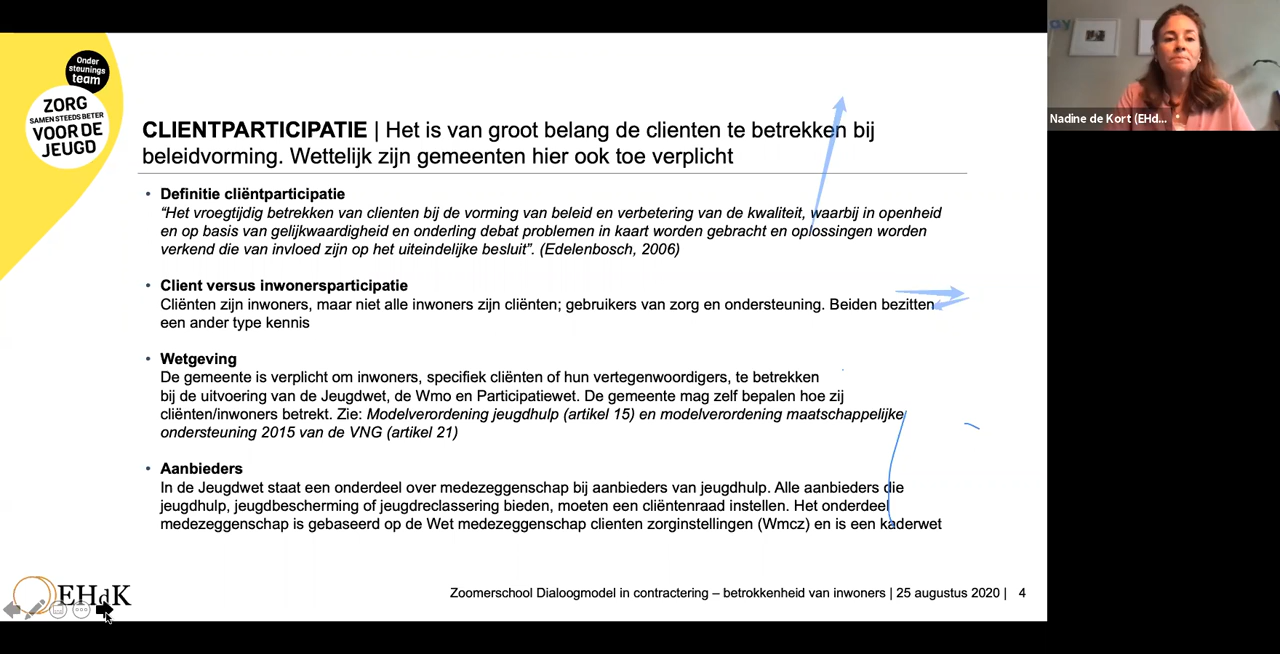 Onder
steunings
team
ZORG
SAMEN STEEDS BETER
VOOR DE
JEUGD
CLIENTPARTICIPATIE | Het is van groot belang de clienten te betrekken bij
beleidvorming. Wettelijk zijn gemeenten hier ook toe verplicht
• Definitie cliëntparticipatie
“Het vroegtijdig betrekken van clienten bij de vorming van beleid en verbetering van de kwaliteit, waarbij in openheid
en op basis van gelijkwaardigheid en onderling debat problemen in kaart worden gebracht en oplossingen worden
verkend die van invloed zijn op het uiteindelijke besluit”. (Edelenbosch, 2006)
• Client versus inwonersparticipatie
Cliënten zijn inwoners, maar niet alle inwoners zijn cliënten; gebruikers van zorg en ondersteuning. Beiden bezitten
een ander type kennis
• Wetgeving
De gemeente is verplicht om inwoners, specifiek cliënten of hun vertegenwoordigers, te betrekken
bij de uitvoering van de Jeugdwet, de Wmo en Participatiewet. De gemeente mag zelf bepalen hoe zij
cliënten/inwoners betrekt. Zie: Modelverordening jeugdhulp (artikel 15) en modelverordening maatschappelijke
ondersteuning 2015 van de VNG (artikel 21)
• Aanbieders
In de Jeugdwet staat een onderdeel over medezeggenschap bij aanbieders van jeugdhulp. Alle aanbieders die
jeugdhulp, jeugdbescherming of jeugdreclassering bieden, moeten een cliëntenraad instellen. Het onderdeel
medezeggenschap is gebaseerd op de Wet medezeggenschap clienten zorginstellingen (Wmcz) en is een kaderwet
EHdK
Zoomerschool Dialoogmodel in contractering – betrokkenheid van inwoners | 25 augustus 2020 | 4
Nadine de Kort (EHd...